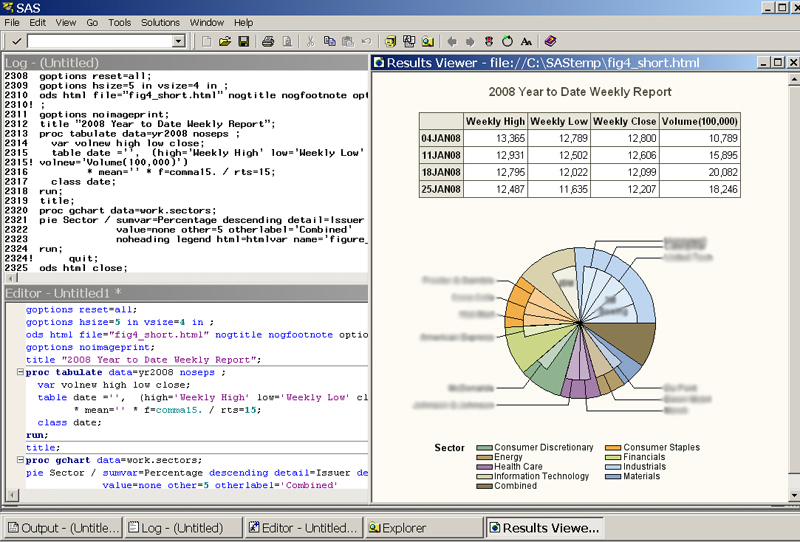 SAS
File Edit View Go Tools Solutions Window Help
Log - (Untitled)
2308 goptions reset=all;
2309 goptions hsize=5 in vsize=4 in ;
2310 ods html file="fig4_short.html" nogtitle nogfootnote opt
2310! ;
2311 goptions noimageprint;
2312 title "2008 Year to Date Weekly Report";
2313 proc tabulate data=yr2008 noseps ;
2314 var volnew high low close;
2315 table date ='', (high='Weekly High' low='Weekly Low'
2315! volnew='Volume(100,000)')
2316 * mean='' * f=comma15. / rts=15;
2317 class date;
2318 run;
2319 title;
2320 proc gchart data=work.sectors;
2321 pie Sector / sumvar=Percentage descending detail=Issuer
2322 value=none other=5 otherlabel='Combined'
2323 noheading legend html=htmlvar name='figure_
2324 run;
2324! quit;
2325 ods html close;
Editor - Untitled1 *
goptions reset=all;
goptions hsize=5 in vsize=4 in ;
ods html file="fig4_short.html" nogtitle nogfootnote optio
goptions noimageprint;
title "2008 Year to Date Weekly Report";
proc tabulate data=yr2008 noseps ;
var volnew high low close;
table date ='', (high='Weekly High' low='Weekly Low' cl
* mean='' * f=comma15. / rts=15;
class date;
run;
title;
proc gchart data=work.sectors;
pie Sector / sumvar=Percentage descending detail=Issuer de
value=none other=5 otherlabel='Combined'
Results Viewer - file://C:\SAStemp\fig4_short.html
2008 Year to Date Weekly Report
Weekly High Weekly Low Weekly Close Volume(100,000)
04JAN08 13,365 12,789 12,800 10,789
11JAN08 12,931 12,502 12,606 15,895
18JAN08 12,795 12,022 12,099 20,082
25JAN08 12,487 11,635 12,207 18,246
American Express
McDonalds
Johnson & Johnson
Sector Consumer Discretionary Consumer Staples
Energy Financials
Health Care Industrials
Information Technology Materials
Combined
Output - (Untitle... Log - (Untitled) Editor - Untitled... Explorer Results Viewe...